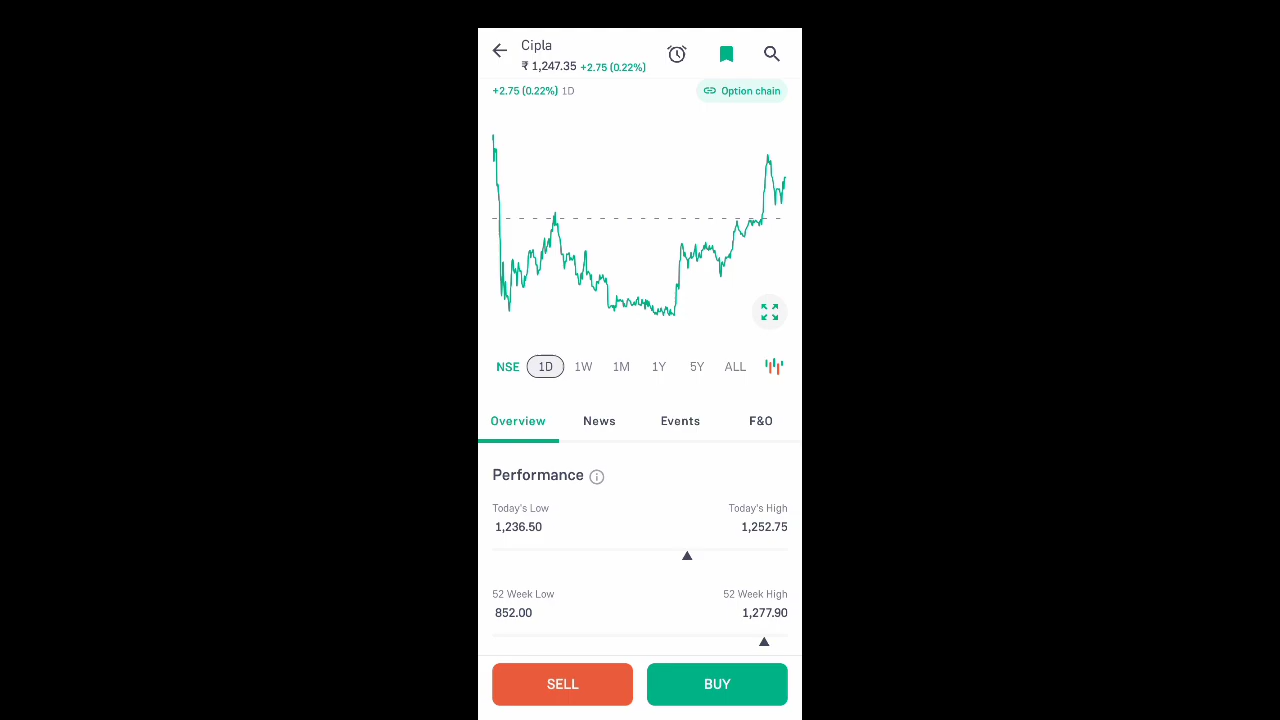 Cipla
₹ 1,247.35 +2.75 (0.22%)
+2.75 (0.22%) 1D
Option chain
NSE 1D 1W 1M 1Y 5Y ALL
Overview News Events F&O
Performance
Today's Low Today's High
1,236.50 1,252.75
52 Week Low 52 Week High
852.00 1,277.90
SELL BUY